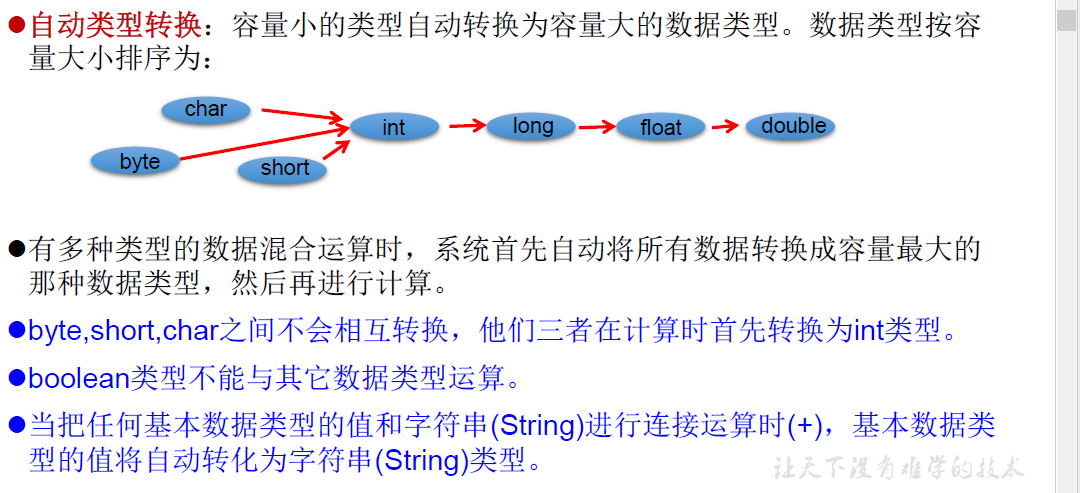 ●自动类型转换：容量小的类型自动转换为容量大的数据类型。数据类型按容
量大小排序为：
char
int
long
float
double
byte
short
●有多种类型的数据混合运算时，系统首先自动将所有数据转换成容量最大的
那种数据类型，然后再进行计算。
●byte,short,char之间不会相互转换，他们三者在计算时首先转换为int类型。
●boolean类型不能与其它数据类型运算。
●当把任何基本数据类型的值和字符串(String)进行连接运算时(+)，基本数据类
型的值将自动转化为字符串(String)类型。
让天下没有难学的技术